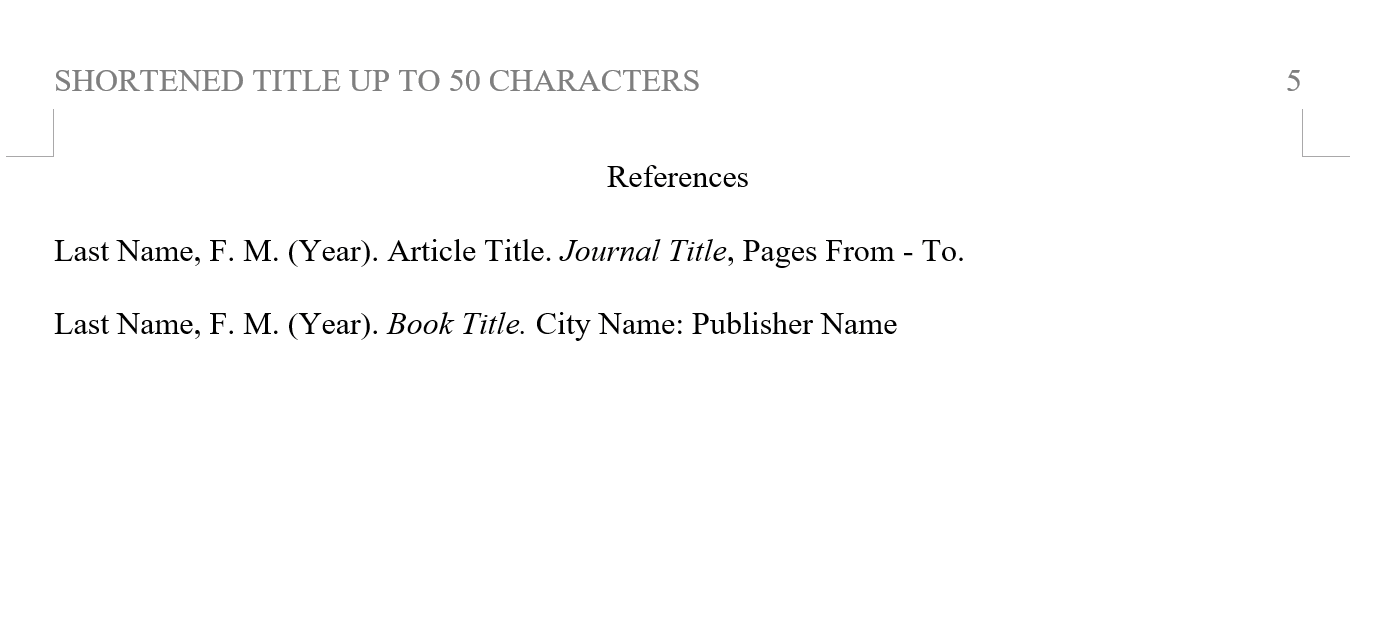 SHORTENED TITLE UP TO 50 CHARACTERS 5
References
Last Name, F. M. (Year). Article Title. Journal Title, Pages From - To.
Last Name, F. M. (Year). Book Title. City Name: Publisher Name